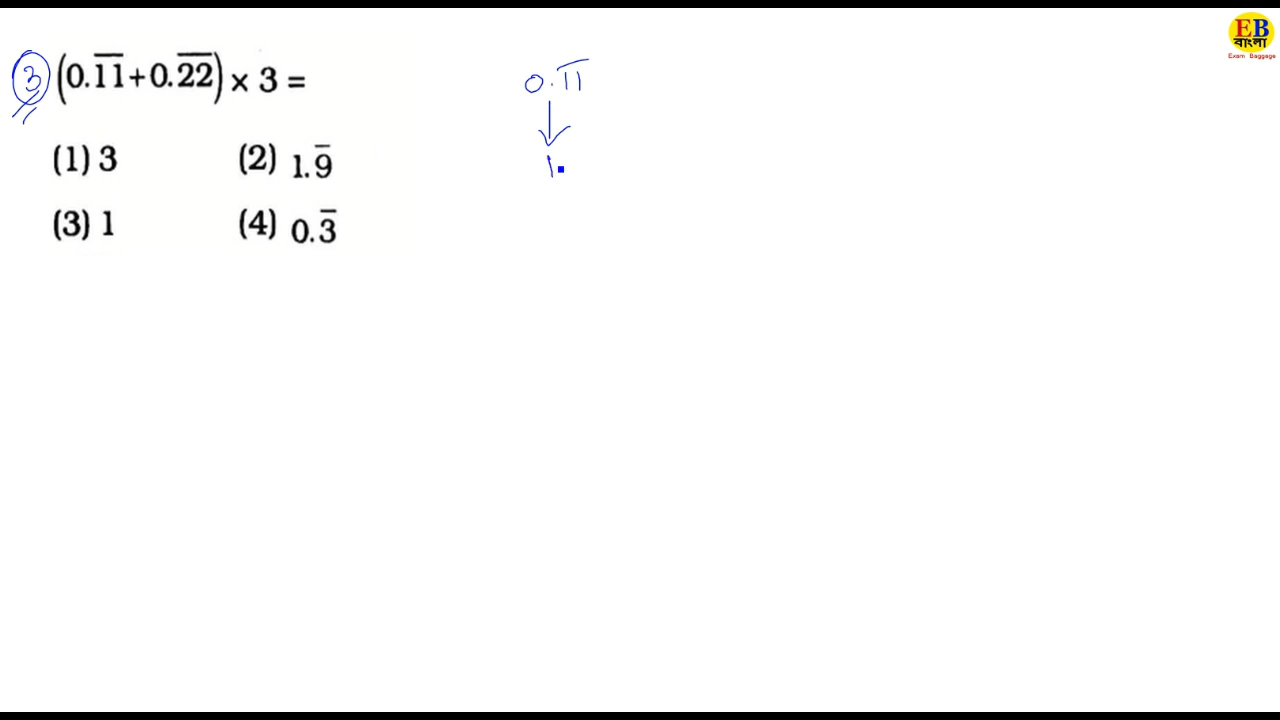 EB
বাংলা
Exam Baggage
3 (0.1̅1̅+0.2̅2̅) × 3 =
(1) 3 (2) 1.9̅
(3) 1 (4) 0.3̅
0.1̅1̅
1